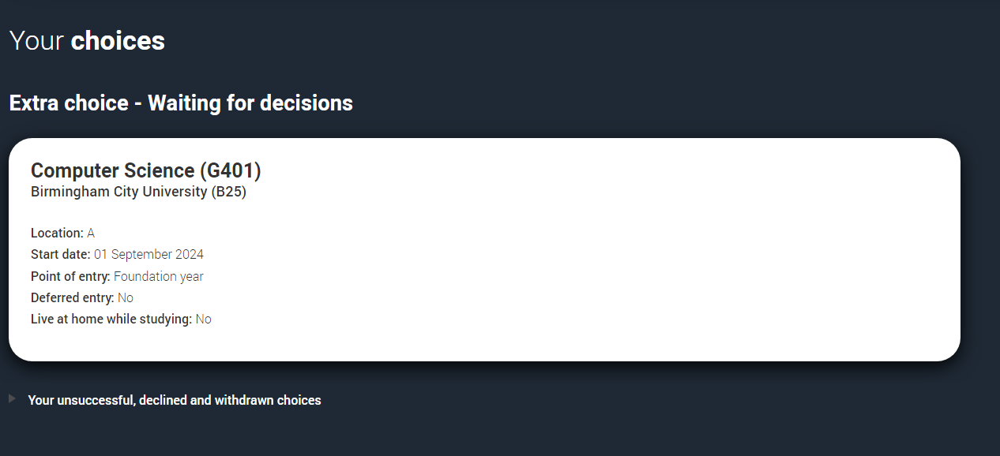 Your choices
Extra choice - Waiting for decisions
Computer Science (G401)
Birmingham City University (B25)
Location: A
Start date: 01 September 2024
Point of entry: Foundation year
Deferred entry: No
Live at home while studying: No
Your unsuccessful, declined and withdrawn choices